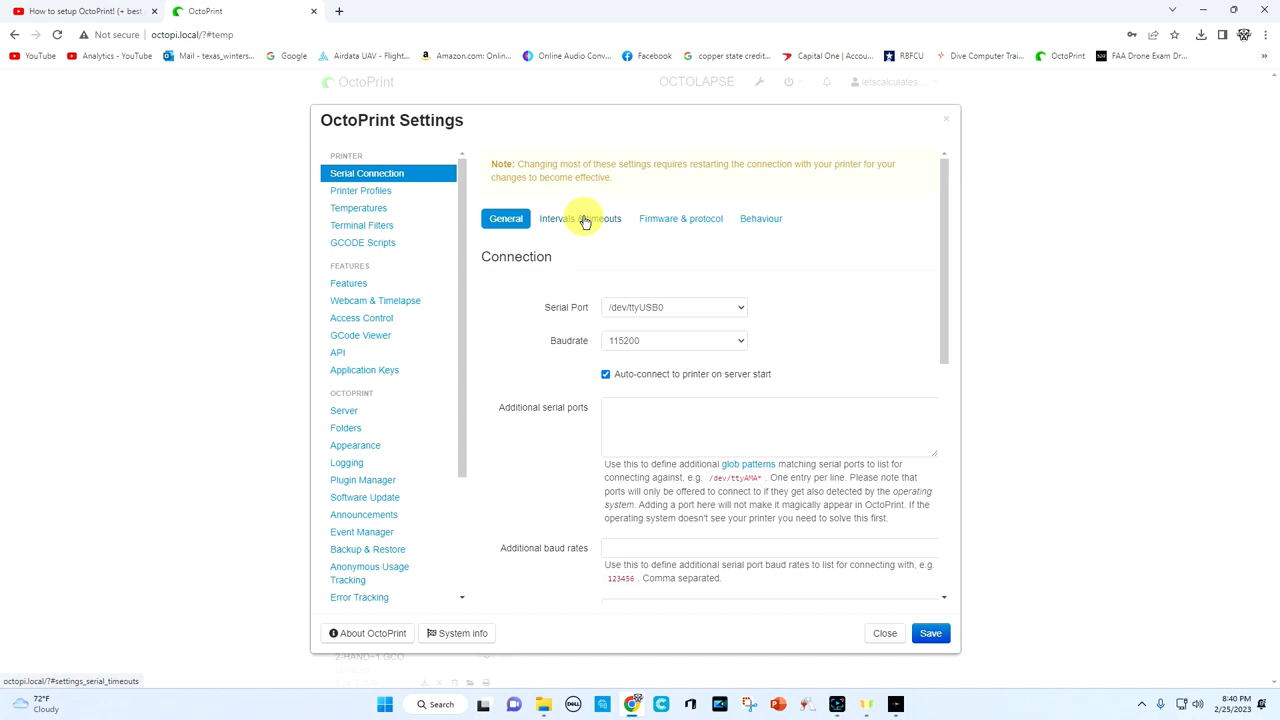 How to setup OctoPrint! (+ best
OctoPrint
Not secure octopi.local/?#temp
YouTube
Analytics - YouTube
Mail - texas_winters...
Google
Airdata UAV - Flight...
Amazon.com: Onlin...
Online Audio Conv...
Facebook
copper state credit...
Capital One | Accou...
RBFCU
Dive Computer Trai...
OctoPrint
FAA Drone Exam Dr...
»
OctoPrint
OCTOLAPSE
letscalculates...
OctoPrint Settings
×
PRINTER
Serial Connection
Printer Profiles
Temperatures
Terminal Filters
GCODE Scripts
FEATURES
Features
Webcam & Timelapse
Access Control
GCode Viewer
API
Application Keys
OCTOPRINT
Server
Folders
Appearance
Logging
Plugin Manager
Software Update
Announcements
Event Manager
Backup & Restore
Anonymous Usage
Tracking
Error Tracking
Note: Changing most of these settings requires restarting the connection with your printer for your
changes to become effective.
General
Intervals & Timeouts
Firmware & protocol
Behaviour
Connection
Serial Port /dev/ttyUSB0
Baudrate 115200
Auto-connect to printer on server start
Additional serial ports
Use this to define additional glob patterns matching serial ports to list for
connecting against, e.g. /dev/ttyAMA* . One entry per line. Please note that
ports will only be offered to connect to if they get also detected by the operating
system. Adding a port here will not make it magically appear in OctoPrint. If the
operating system doesn't see your printer you need to solve this first.
Additional baud rates
Use this to define additional serial port baud rates to list for connecting with, e.g.
123456 . Comma separated.
About OctoPrint
System info
Close
Save
2-HAND~1.GCO
octopi.local/?#settings_serial_timeouts
72°F
Cloudy
Search
8:40 PM
2/25/2023